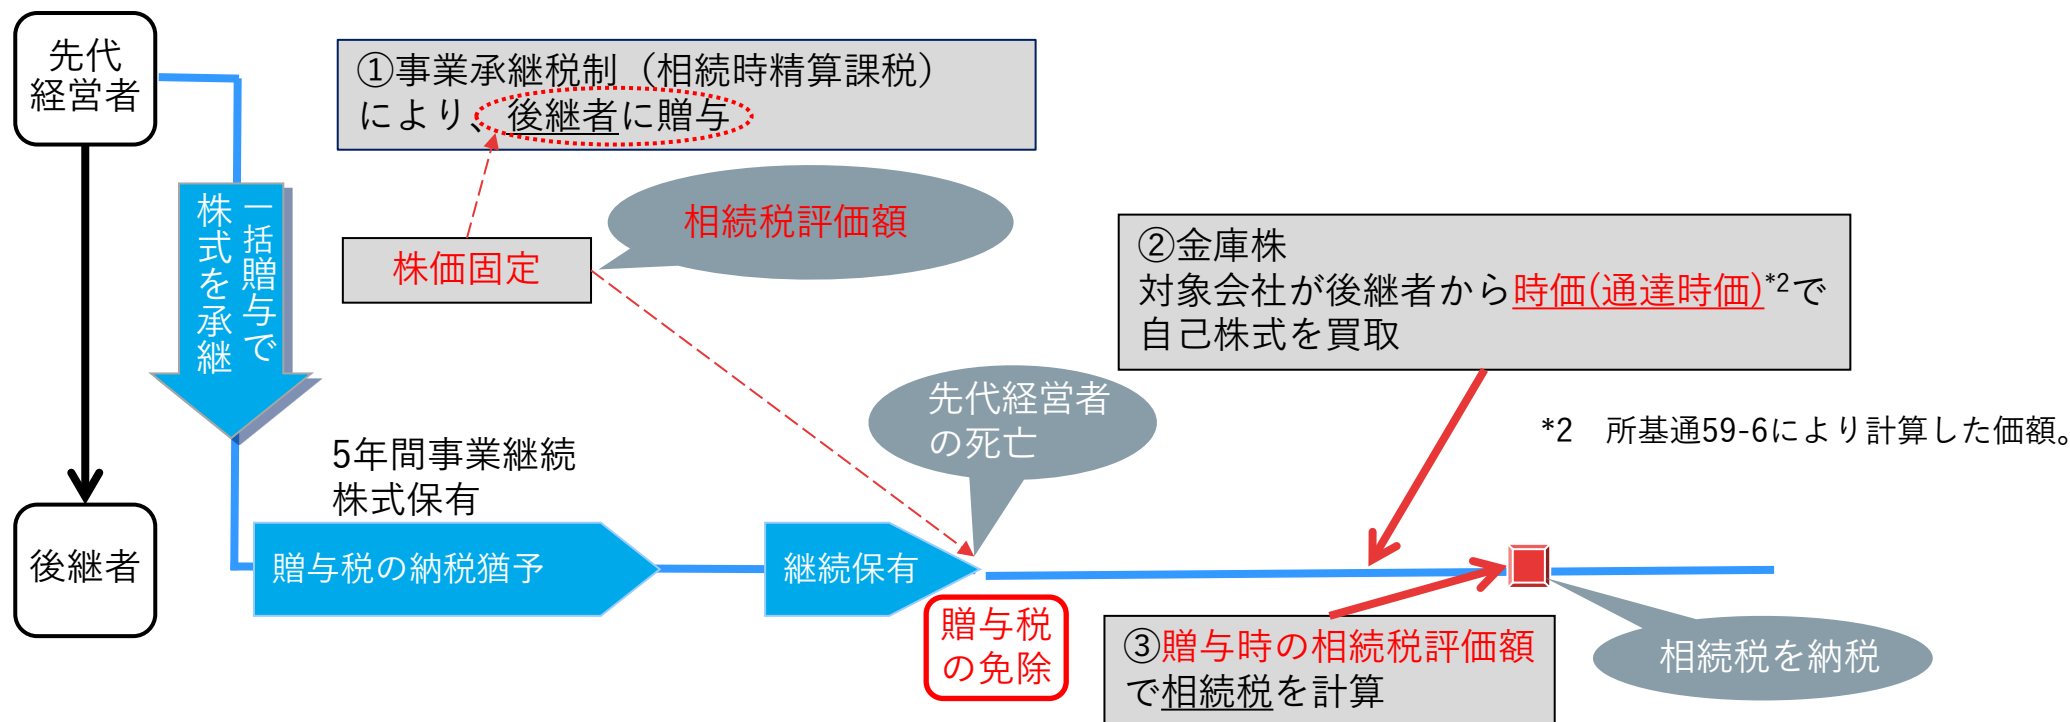 先代
経営者
①事業承継税制（相続時精算課税）
により、後継者に贈与
一括贈与で
株式を承継
相続税評価額
株価固定
②金庫株
対象会社が後継者から時価(通達時価)*2で
自己株式を買取
先代経営者
の死亡
*2　所基通59-6により計算した価額。
5年間事業継続
株式保有
後継者
贈与税の納税猶予
継続保有
贈与税
の免除
③贈与時の相続税評価額
で相続税を計算
相続税を納税